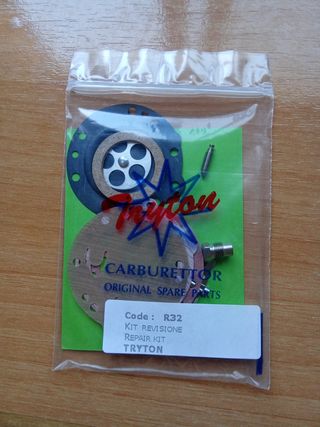 Tryton
CARBURETTOR
ORIGINAL SPARE PARTS
Code: R32
KIT REVISIONE
REPAIR KIT
TRYTON